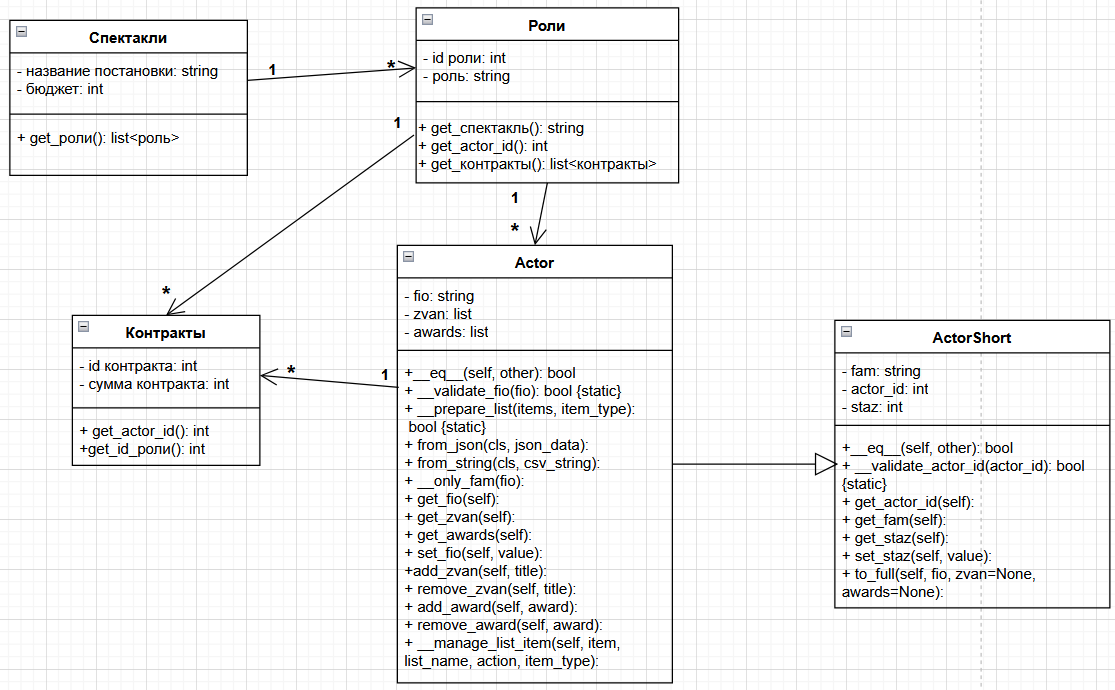 Спектакли
- название постановки: string
- бюджет: int
+ get_роли(): list<роль>
1
*
Роли
- id роли: int
- роль: string
+ get_спектакль(): string
+ get_actor_id(): int
+ get_контракты(): list<контракты>
1
*
1
*
Контракты
- id контракта: int
- сумма контракта: int
+ get_actor_id(): int
+get_id_роли(): int
*
1
Actor
- fio: string
- zvan: list
- awards: list
+__eq__(self, other): bool
+ __validate_fio(fio): bool {static}
+ __prepare_list(items, item_type):
bool {static}
+ from_json(cls, json_data):
+ from_string(cls, csv_string):
+ __only_fam(fio):
+ get_fio(self):
+ get_zvan(self):
+ get_awards(self):
+ set_fio(self, value):
+add_zvan(self, title):
+ remove_zvan(self, title):
+ add_award(self, award):
+ remove_award(self, award):
+ __manage_list_item(self, item,
list_name, action, item_type):
ActorShort
- fam: string
- actor_id: int
- staz: int
+__eq__(self, other): bool
+ __validate_actor_id(actor_id): bool
{static}
+ get_actor_id(self):
+ get_fam(self):
+ get_staz(self):
+ set_staz(self, value):
+ to_full(self, fio, zvan=None,
awards=None):